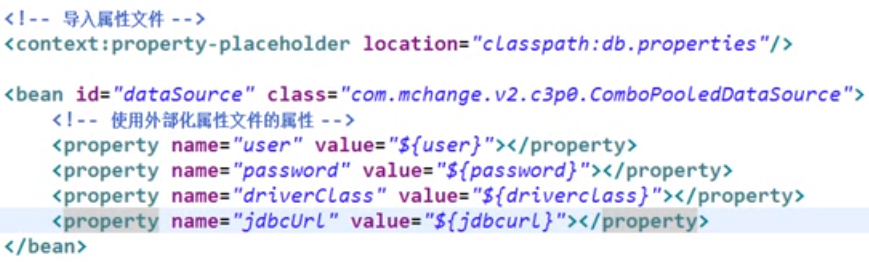 <!-- 导入属性文件 -->
<context:property-placeholder location="classpath:db.properties"/>
<bean id="dataSource" class="com.mchange.v2.c3p0.ComboPooledDataSource">
<!-- 使用外部化属性文件的属性 -->
<property name="user" value="${user}"></property>
<property name="password" value="${password}"></property>
<property name="driverClass" value="${driverclass}"></property>
<property name="jdbcUrl" value="${jdbcurl}"></property>
</bean>